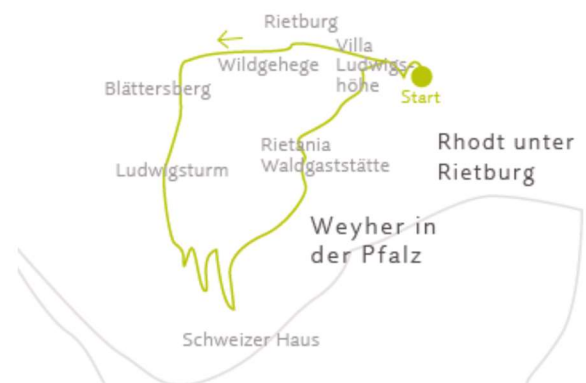 Rietburg
Villa
Ludwigs-
höhe
Wildgehege
Blättersberg
Start
Rietania
Waldgaststätte
Rhodt unter
Rietburg
Ludwigsturm
Weyher in
der Pfalz
Schweizer Haus